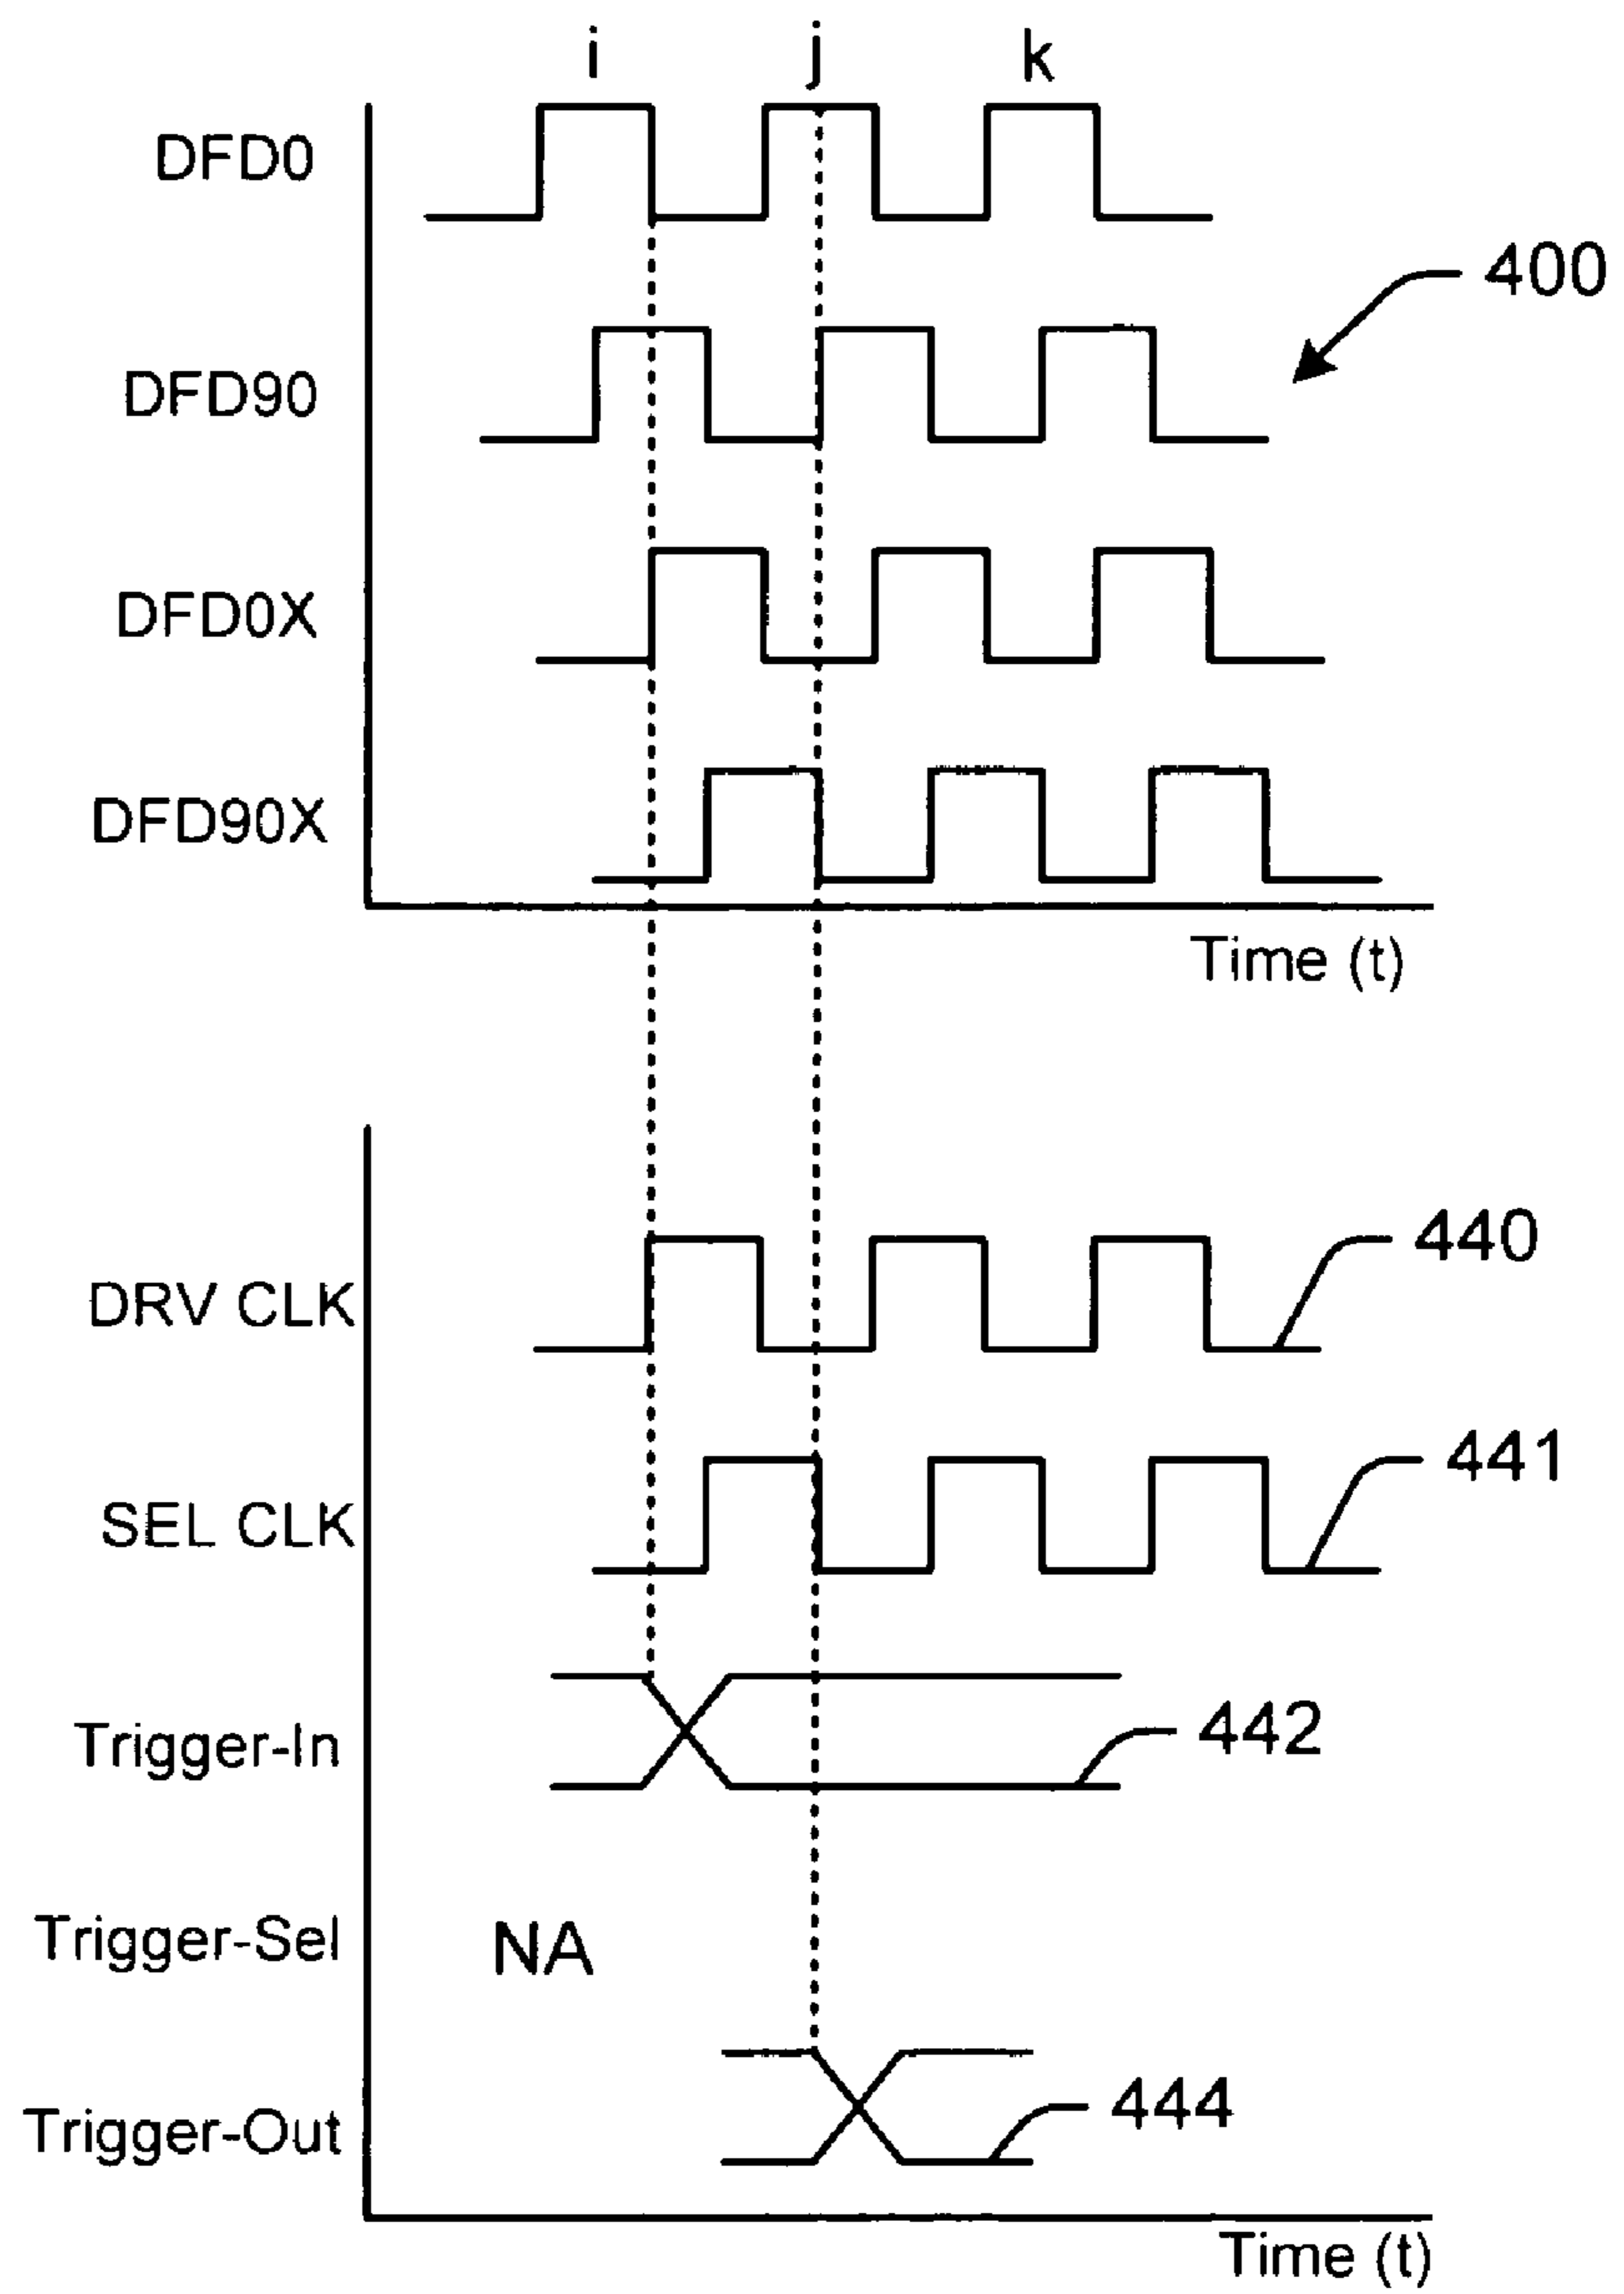 i j k
DFD0
400
DFD90
DFD0X
DFD90X
Time (t)
440
DRV CLK
441
SEL CLK
442
Trigger-In
Trigger-Sel NA
444
Trigger-Out
Time (t)